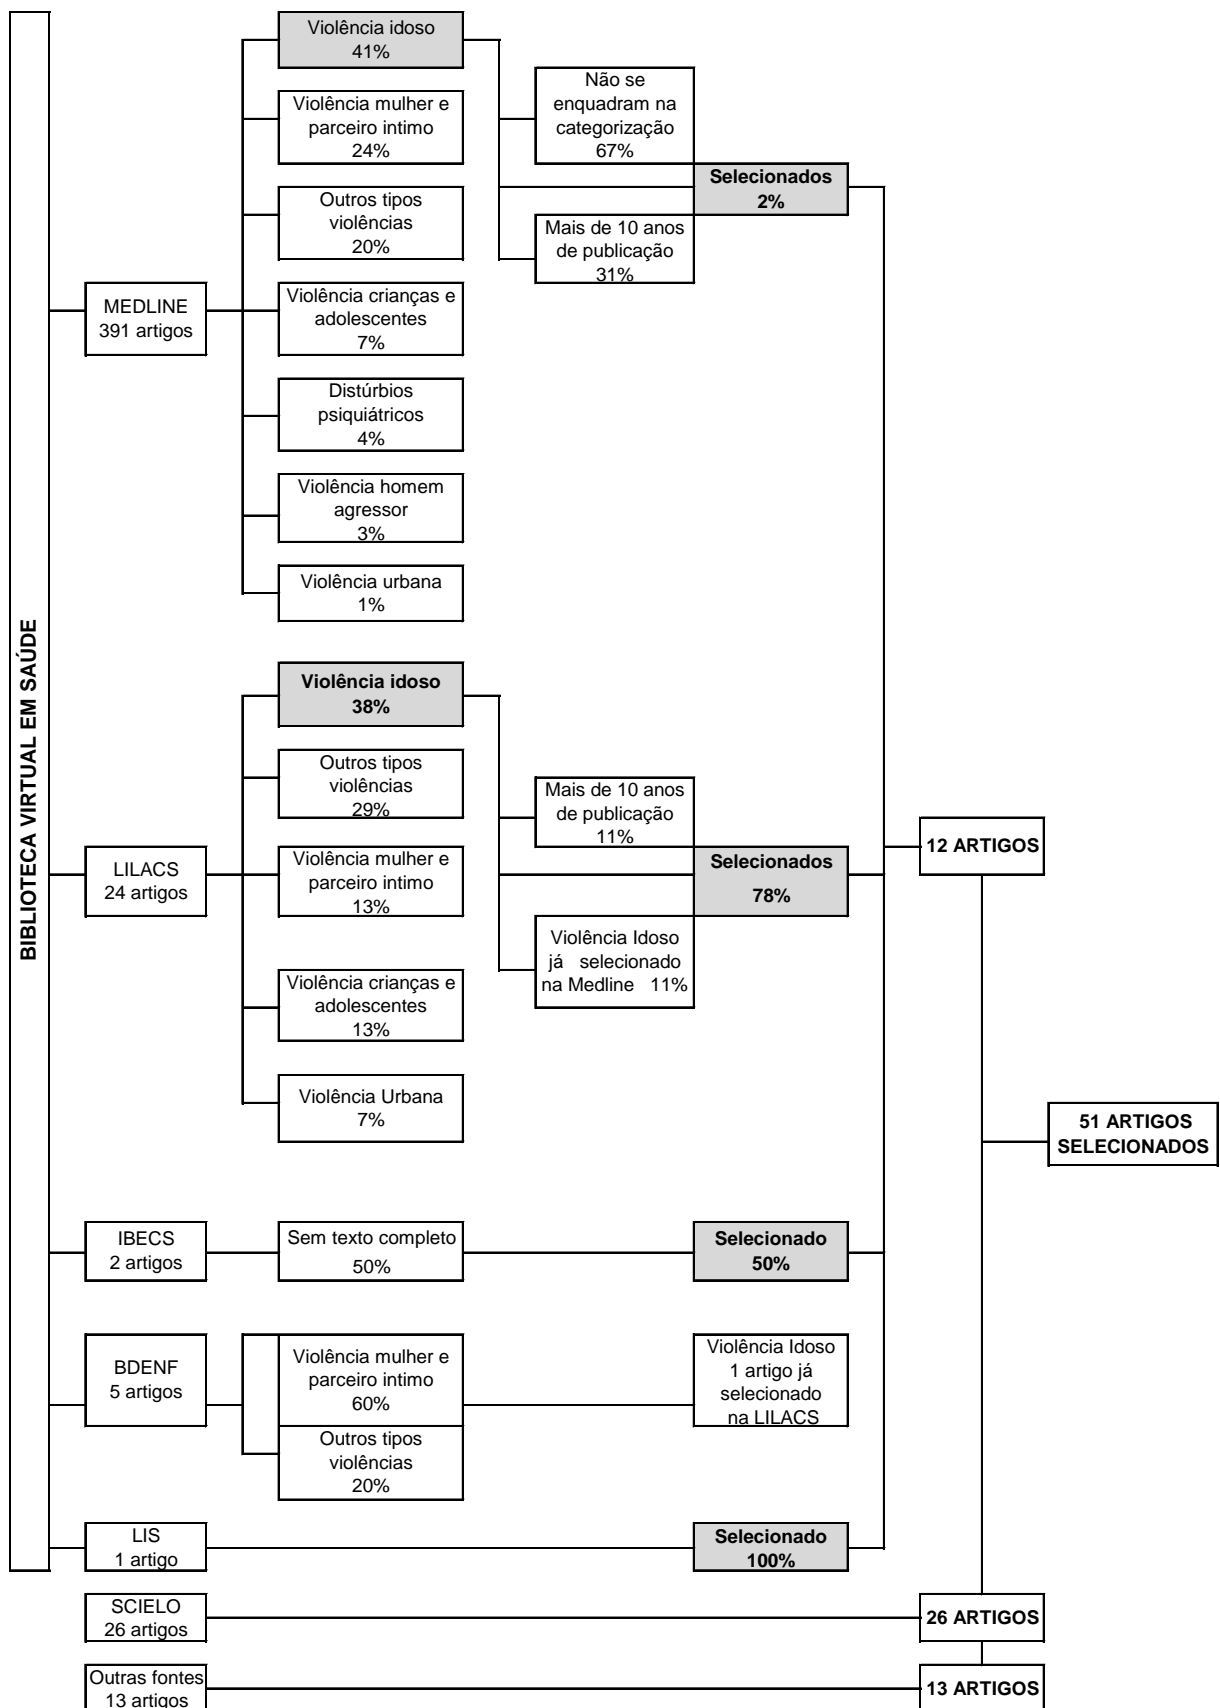 BIBLIOTECA VIRTUAL EM SAÚDE
MEDLINE
391 artigos
Violência idoso
41%
Violência mulher e
parceiro intimo
24%
Outros tipos
violências
20%
Violência crianças e
adolescentes
7%
Distúrbios
psiquiátricos
4%
Violência homem
agressor
3%
Violência urbana
1%
Não se
enquadram na
categorização
67%
Mais de 10 anos
de publicação
31%
Selecionados
2%
LILACS
24 artigos
Violência idoso
38%
Outros tipos
violências
29%
Violência mulher e
parceiro intimo
13%
Violência crianças e
adolescentes
13%
Violência Urbana
7%
Mais de 10 anos
de publicação
11%
Violência Idoso
já selecionado
na Medline 11%
Selecionados
78%
IBECS
2 artigos
Sem texto completo
50%
Selecionado
50%
BDENF
5 artigos
Violência mulher e
parceiro intimo
60%
Outros tipos
violências
20%
Violência Idoso
1 artigo já
selecionado
na LILACS
LIS
1 artigo
Selecionado
100%
12 ARTIGOS
SCIELO
26 artigos
26 ARTIGOS
Outras fontes
13 artigos
13 ARTIGOS
51 ARTIGOS
SELECIONADOS